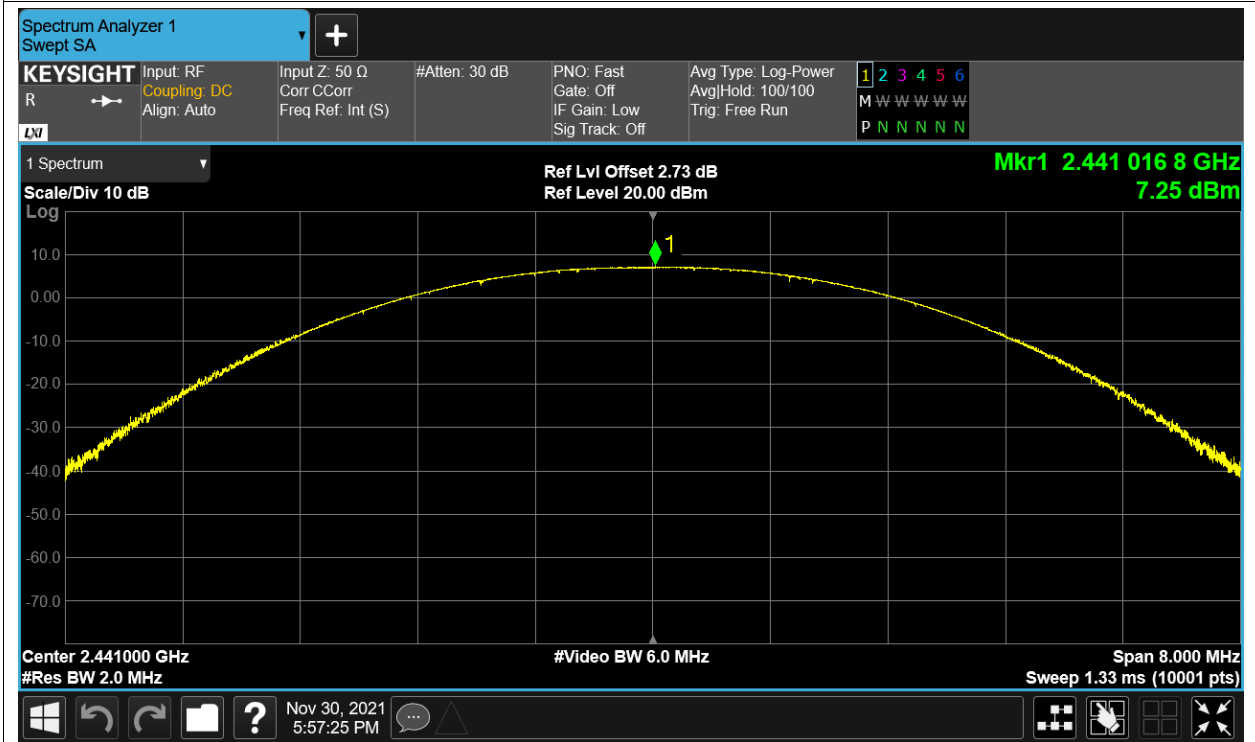 Spectrum Analyzer 1
Swept SA
+
KEYSIGHT
R
LXI
Input: RF
Coupling: DC
Align: Auto
Input Z: 50 Ω
Corr CCorr
Freq Ref: Int (S)
#Atten: 30 dB
PNO: Fast
Gate: Off
IF Gain: Low
Sig Track: Off
Avg Type: Log-Power
Avg|Hold: 100/100
Trig: Free Run
1 2 3 4 5 6
M W W W W W
P N N N N N
1 Spectrum
Scale/Div 10 dB
Ref Lvl Offset 2.73 dB
Ref Level 20.00 dBm
Mkr1 2.441 016 8 GHz
7.25 dBm
Log
1
10.0
0.00
-10.0
-20.0
-30.0
-40.0
-50.0
-60.0
-70.0
Center 2.441000 GHz
#Video BW 6.0 MHz
Span 8.000 MHz
#Res BW 2.0 MHz
Sweep 1.33 ms (10001 pts)
?
Nov 30, 2021
5:57:25 PM